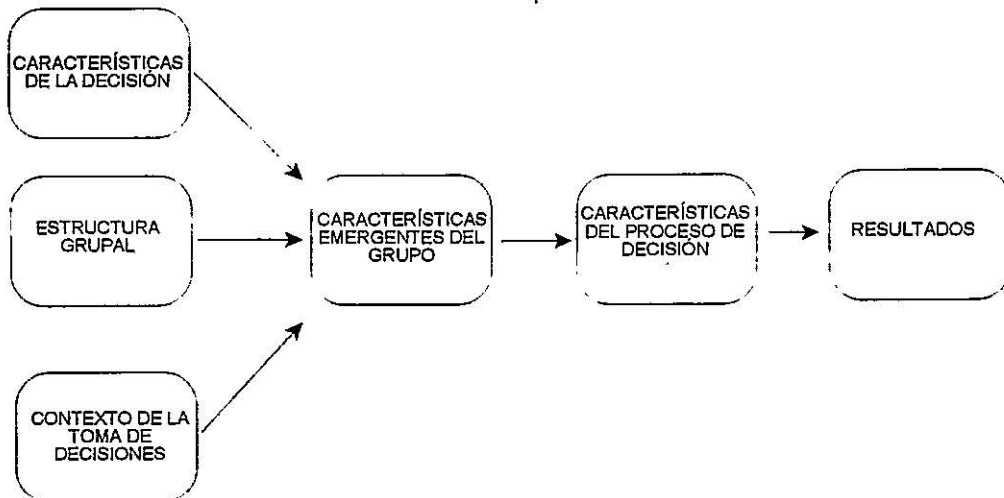 CARACTERÍSTICAS
DE LA DECISIÓN
ESTRUCTURA
GRUPAL
CONTEXTO DE LA
TOMA DE
DECISIONES
CARACTERÍSTICAS
EMERGENTES DEL
GRUPO
CARACTERÍSTICAS
DEL PROCESO DE
DECISIÓN
RESULTADOS